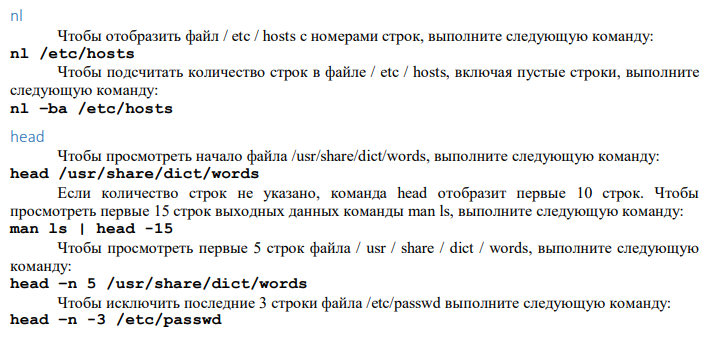 nl
Чтобы отобразить файл / etc / hosts с номерами строк, выполните следующую команду:
nl /etc/hosts
Чтобы подсчитать количество строк в файле / etc / hosts, включая пустые строки, выполните
следующую команду:
nl –ba /etc/hosts
head
Чтобы просмотреть начало файла /usr/share/dict/words, выполните следующую команду:
head /usr/share/dict/words
Если количество строк не указано, команда head отобразит первые 10 строк. Чтобы
просмотреть первые 15 строк выходных данных команды man ls, выполните следующую команду:
man ls | head -15
Чтобы просмотреть первые 5 строк файла / usr / share / dict / words, выполните следующую
команду:
head –n 5 /usr/share/dict/words
Чтобы исключить последние 3 строки файла /etc/passwd выполните следующую команду:
head –n -3 /etc/passwd